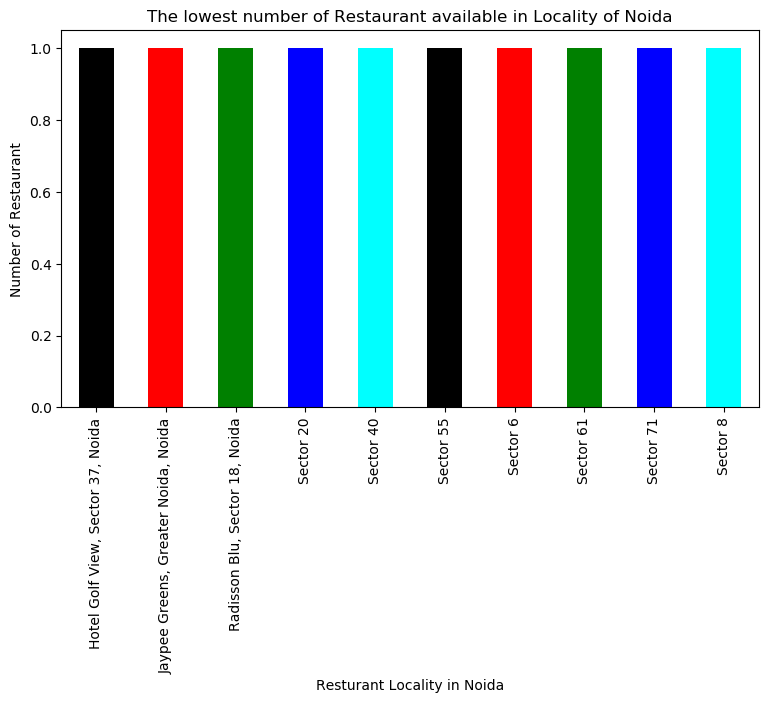 The lowest number of Restaurant available in Locality of Noida
Number of Restaurant
1.0
0.8
0.6
0.4
0.2
0.0
Hotel Golf View, Sector 37, Noida
Jaypee Greens, Greater Noida, Noida
Radisson Blu, Sector 18, Noida
Sector 20
Sector 40
Sector 55
Sector 6
Sector 61
Sector 71
Sector 8
Resturant Locality in Noida